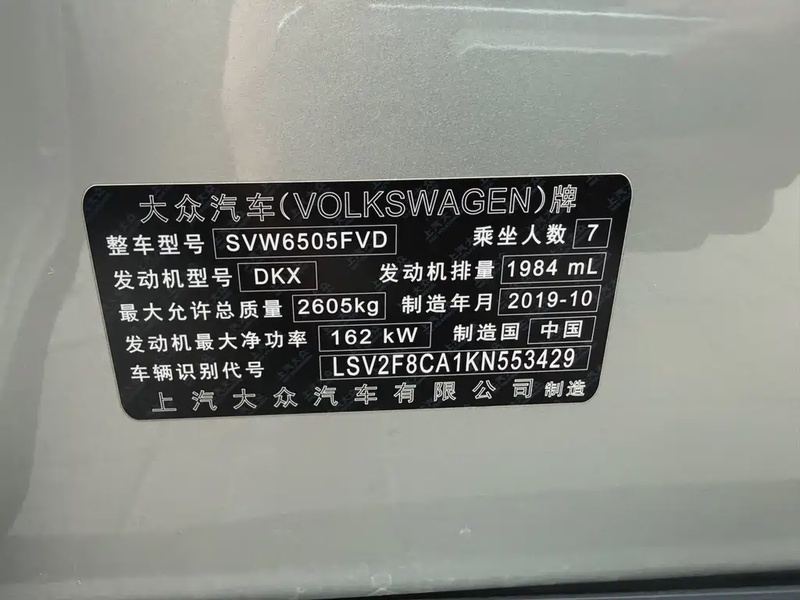 大众汽车(VOLKSWAGEN)牌
整车型号 SVW6505FVD 乘坐人数 7
发动机型号 DKX 发动机排量 1984 mL
最大允许总质量 2605kg 制造年月 2019-10
发动机最大净功率 162 kW 制造国 中国
车辆识别代号 LSV2F8CA1KN553429
上汽大众汽车有限公司 制造